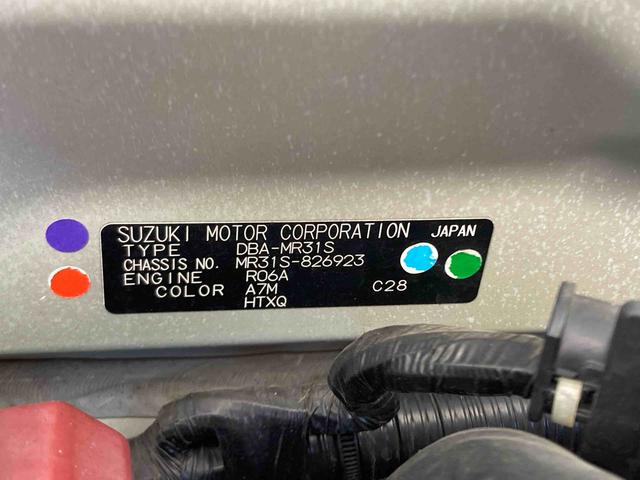 SUZUKI MOTOR CORPORATION JAPAN
TYPE DBA-MR31S
CHASSIS NO. MR31S-826923
ENGINE R06A
COLOR A7M C28
HTXQ